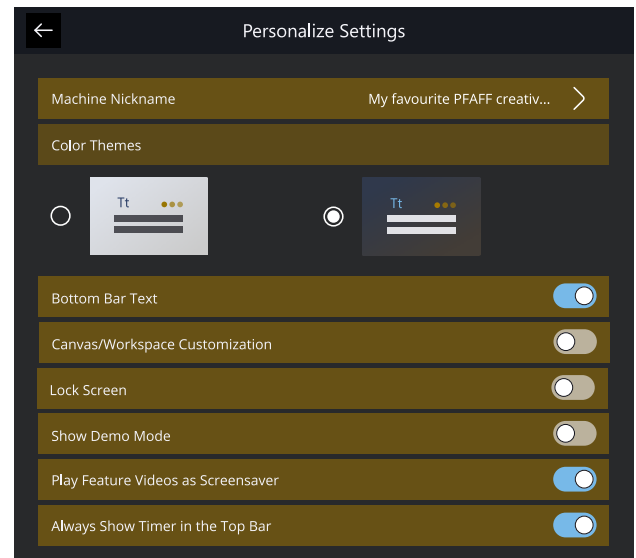 Personalize Settings
Machine Nickname My favourite PFAFF creativ...
Color Themes
Tt Tt
Bottom Bar Text
Canvas/Workspace Customization
Lock Screen
Show Demo Mode
Play Feature Videos as Screensaver
Always Show Timer in the Top Bar